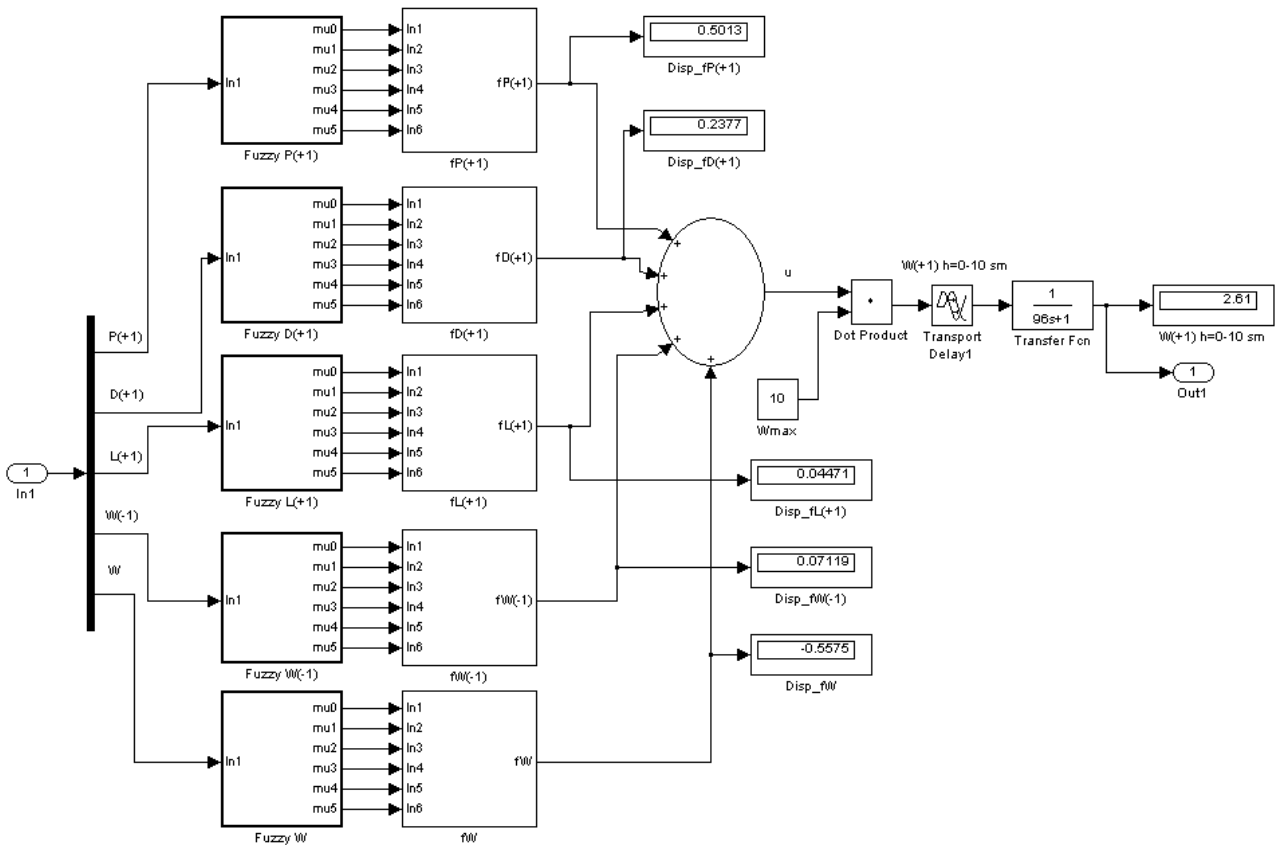 In1
mu0
mu1
mu2
mu3
mu4
mu5
Fuzzy P(+1)
In1
In2
In3
In4
In5
In6
fP(+1)
fP(+1)
0.5013
Disp_fP(+1)
0.2377
Disp_fD(+1)
In1
mu0
mu1
mu2
mu3
mu4
mu5
Fuzzy D(+1)
In1
In2
In3
In4
In5
In6
fD(+1)
fD(+1)
P(+1)
D(+1)
L(+1)
W(-1)
W
1
In1
In1
mu0
mu1
mu2
mu3
mu4
mu5
Fuzzy L(+1)
In1
In2
In3
In4
In5
In6
fL(+1)
fL(+1)
In1
mu0
mu1
mu2
mu3
mu4
mu5
Fuzzy W(-1)
In1
In2
In3
In4
In5
In6
fW(-1)
fW(-1)
In1
mu0
mu1
mu2
mu3
mu4
mu5
Fuzzy W
In1
In2
In3
In4
In5
In6
fW
fW
+
+
+
+
+
u
10
Wmax
Dot Product
W(+1) h=0-10 sm
Transport
Delay1
1
96s+1
Transfer Fcn
2.61
W(+1) h=0-10 sm
1
Out1
0.04471
Disp_fL(+1)
0.07119
Disp_fW(-1)
-0.5575
Disp_fW